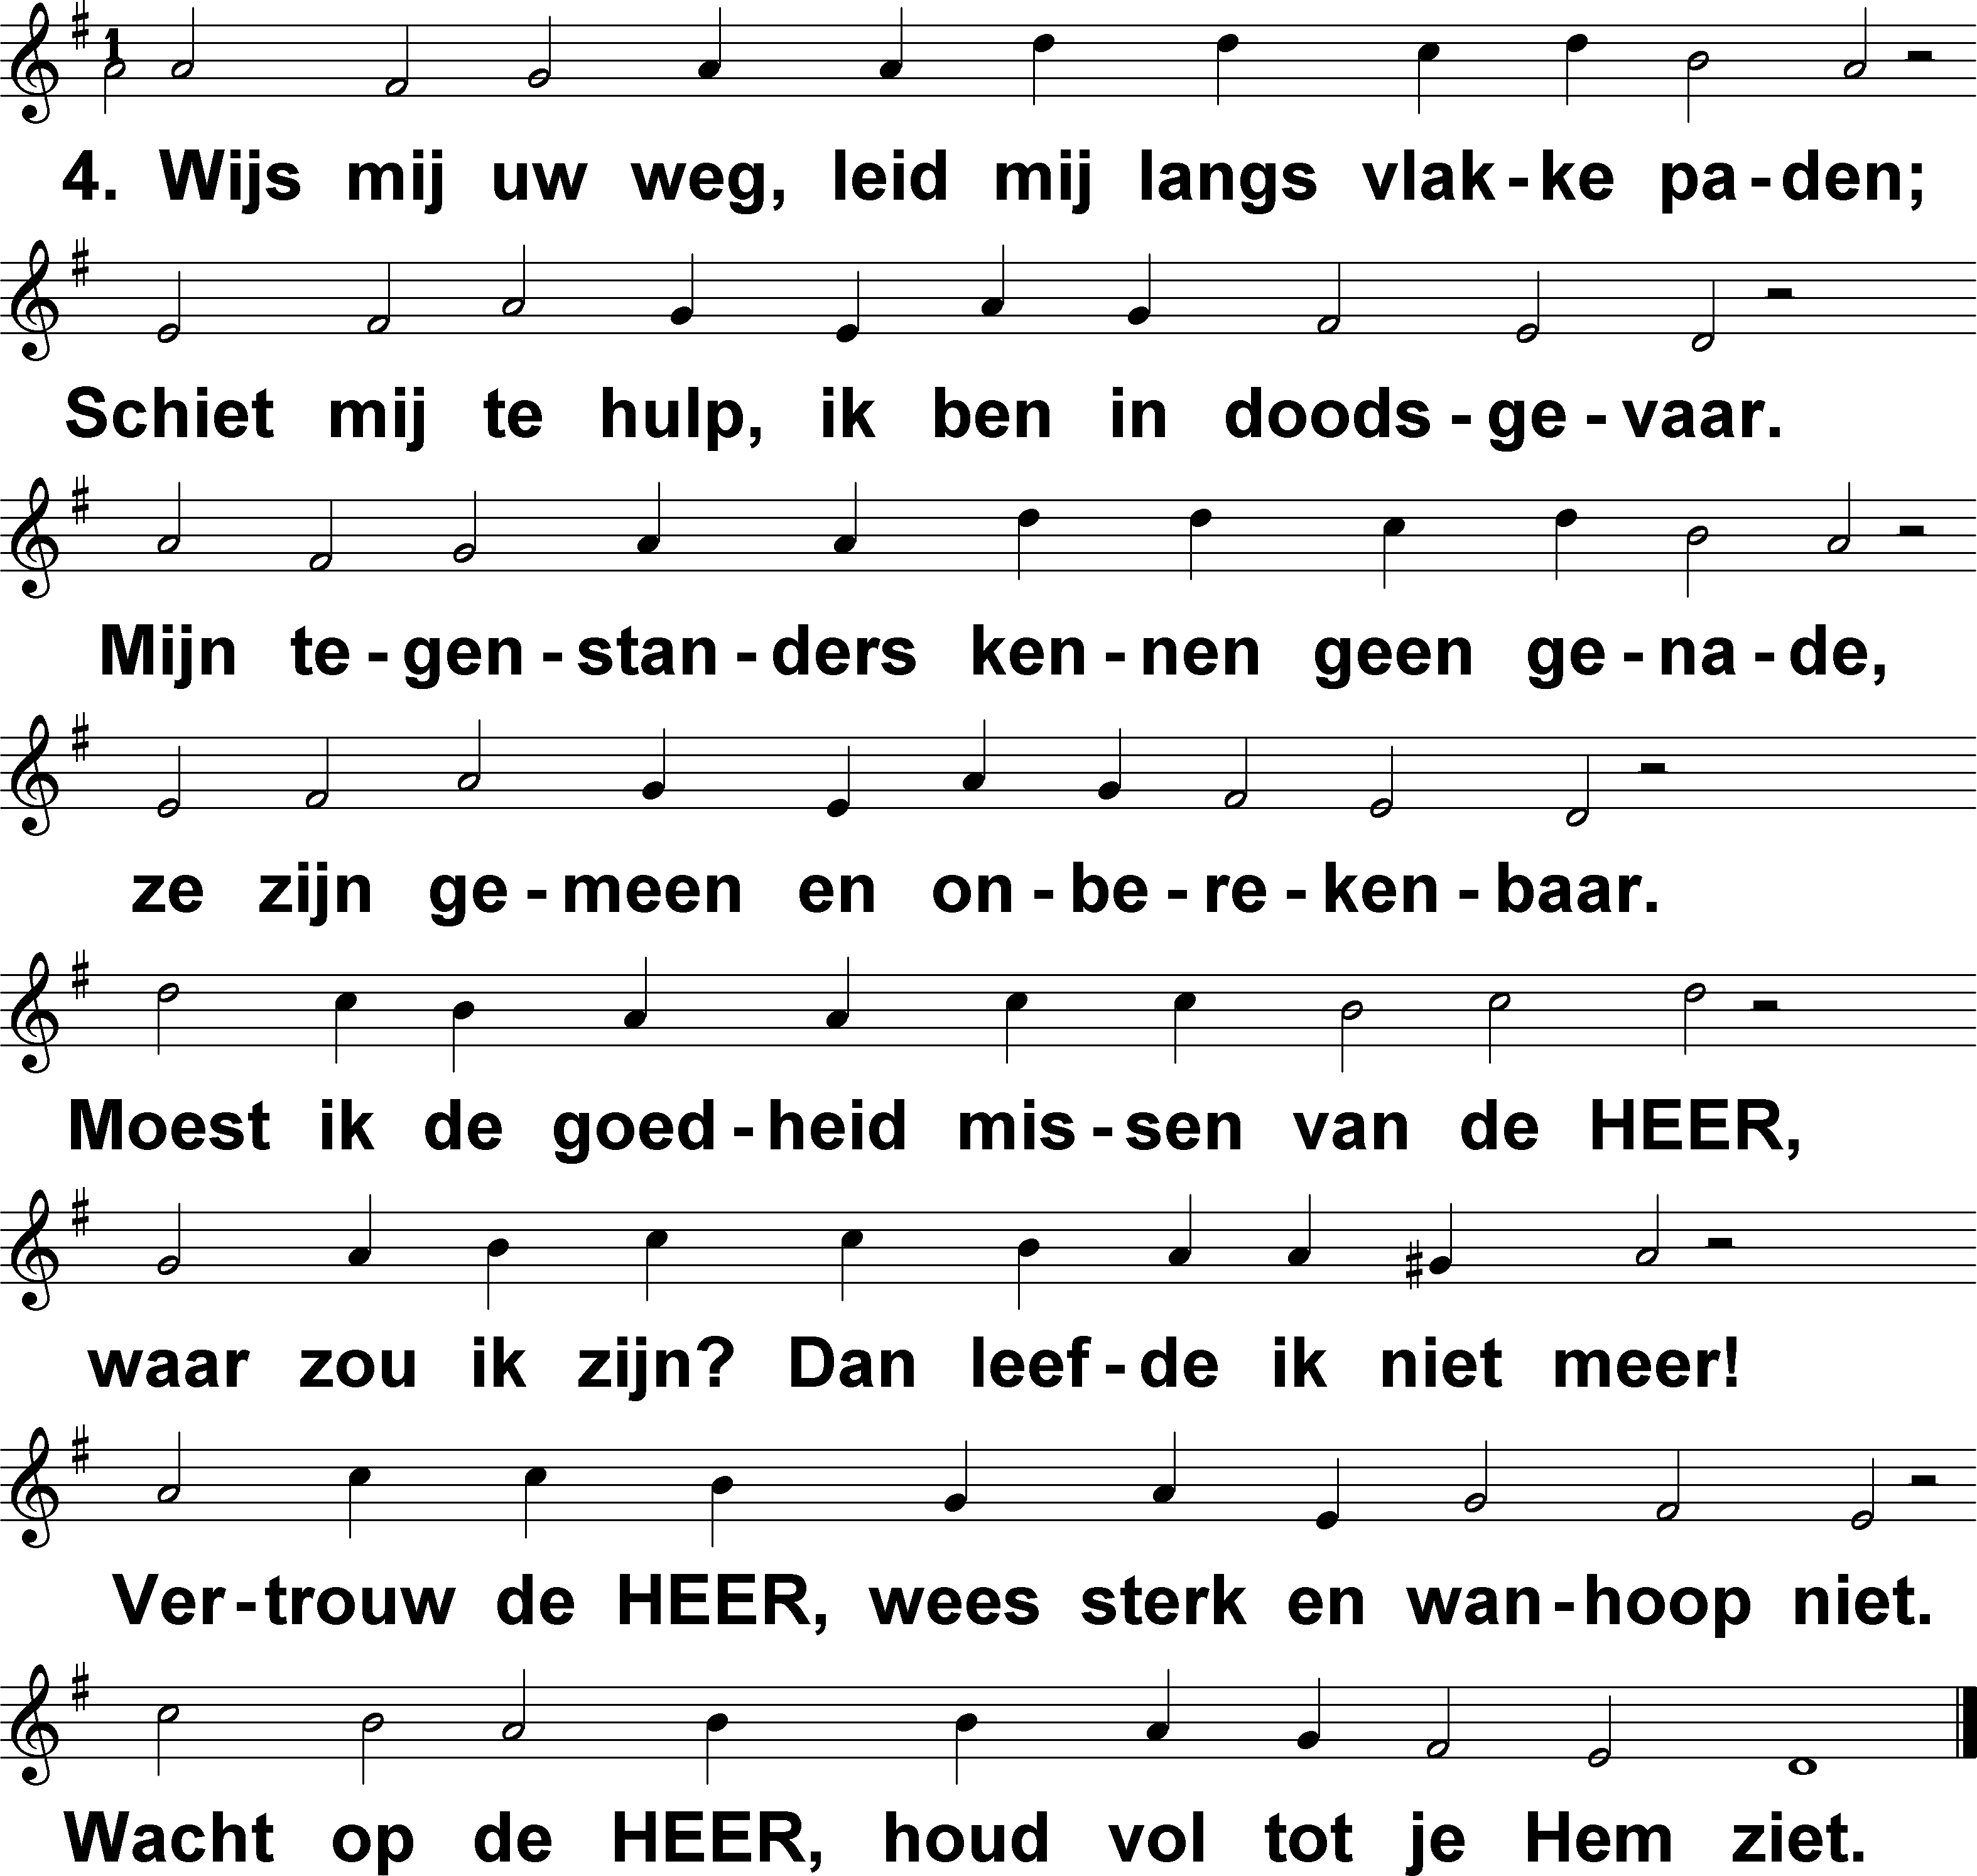 1
4. Wijs mij uw weg, leid mij langs vlak-ke pa-den;
Schiet mij te hulp, ik ben in doods-ge-vaar.
Mijn te-gen-stan-ders ken-nen geen ge-na-de,
ze zijn ge-meen en on-be-re-ken-baar.
Moest ik de goed-heid mis-sen van de HEER,
waar zou ik zijn? Dan leef-de ik niet meer!
Ver-trouw de HEER, wees sterk en wan-hoop niet.
Wacht op de HEER, houd vol tot je Hem ziet.